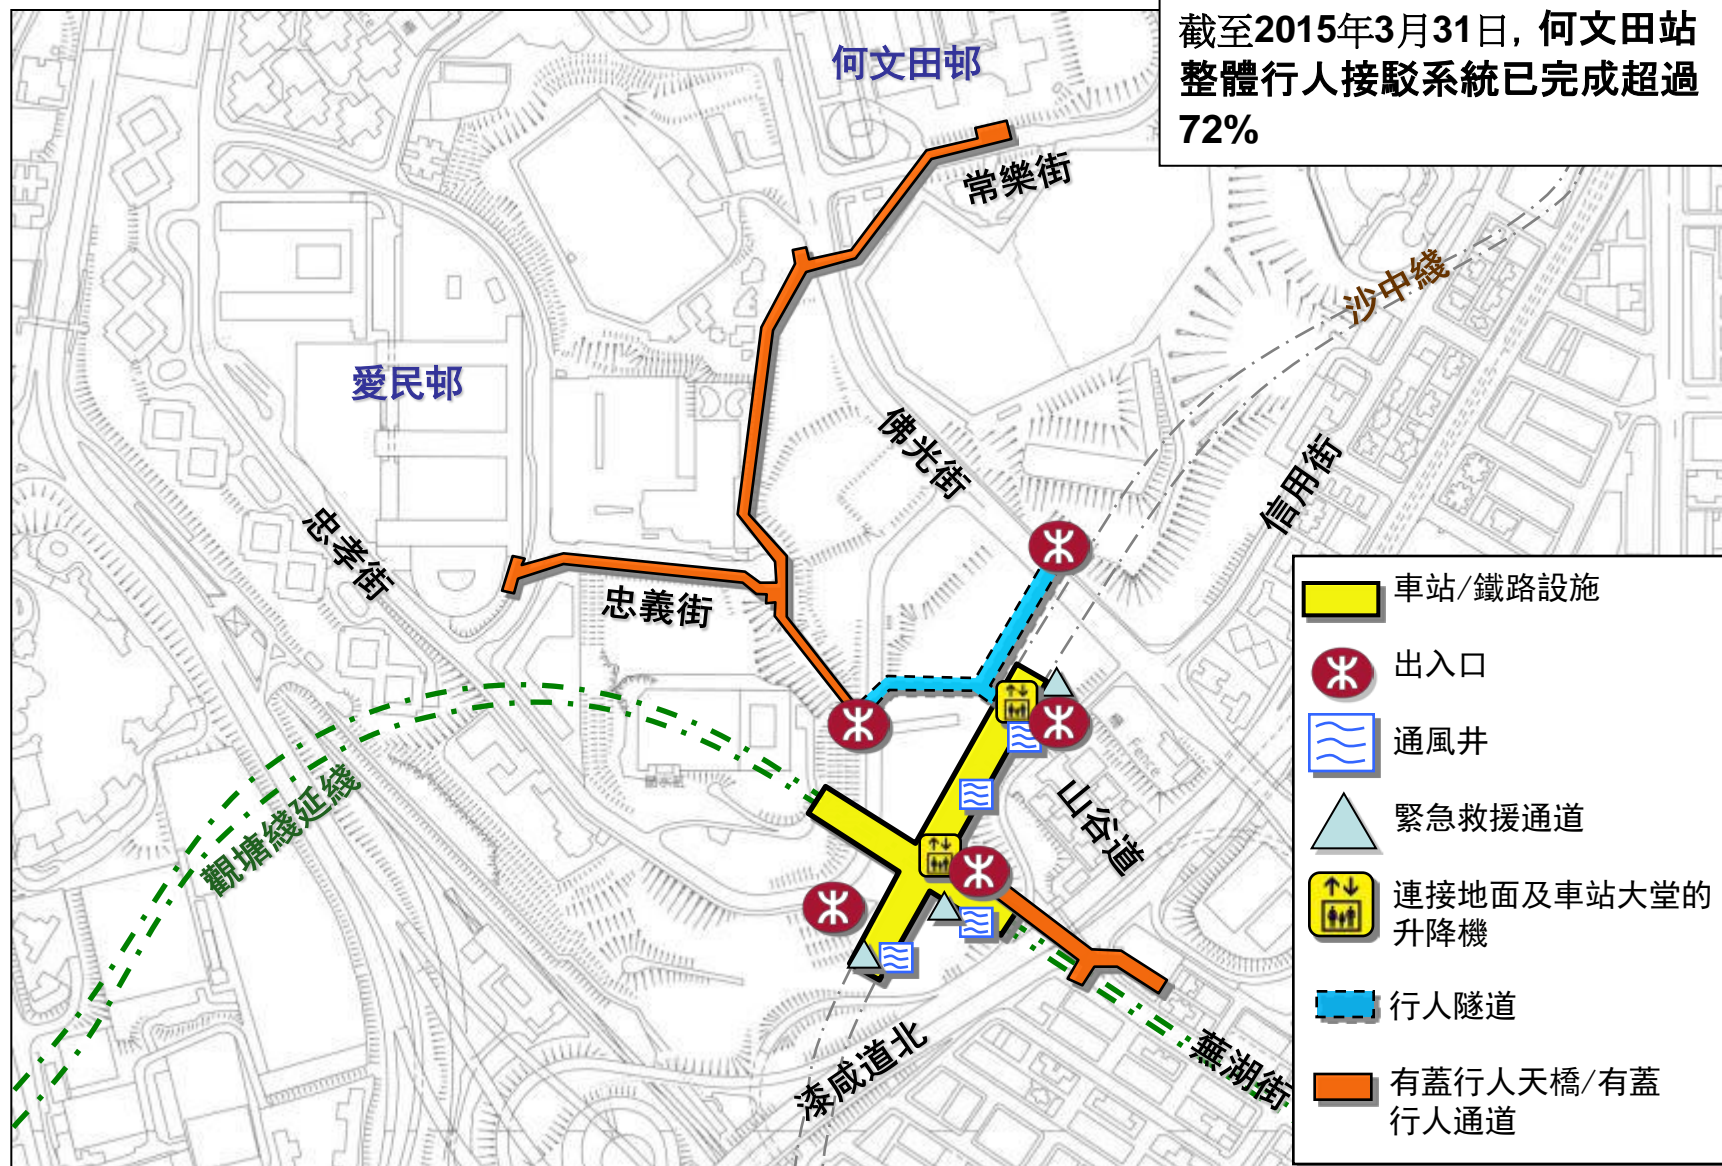 截至2015年3月31日, 何文田站
整體行人接駁系統已完成超過
72%
何文田邨
常樂街
沙中綫
愛民邨
佛光街
信用街
忠孝街
忠義街
觀塘綫延綫
山谷道
漆咸道北
蕪湖街
車站/鐵路設施
出入口
通風井
緊急救援通道
連接地面及車站大堂的
升降機
行人隧道
有蓋行人天橋/有蓋
行人通道